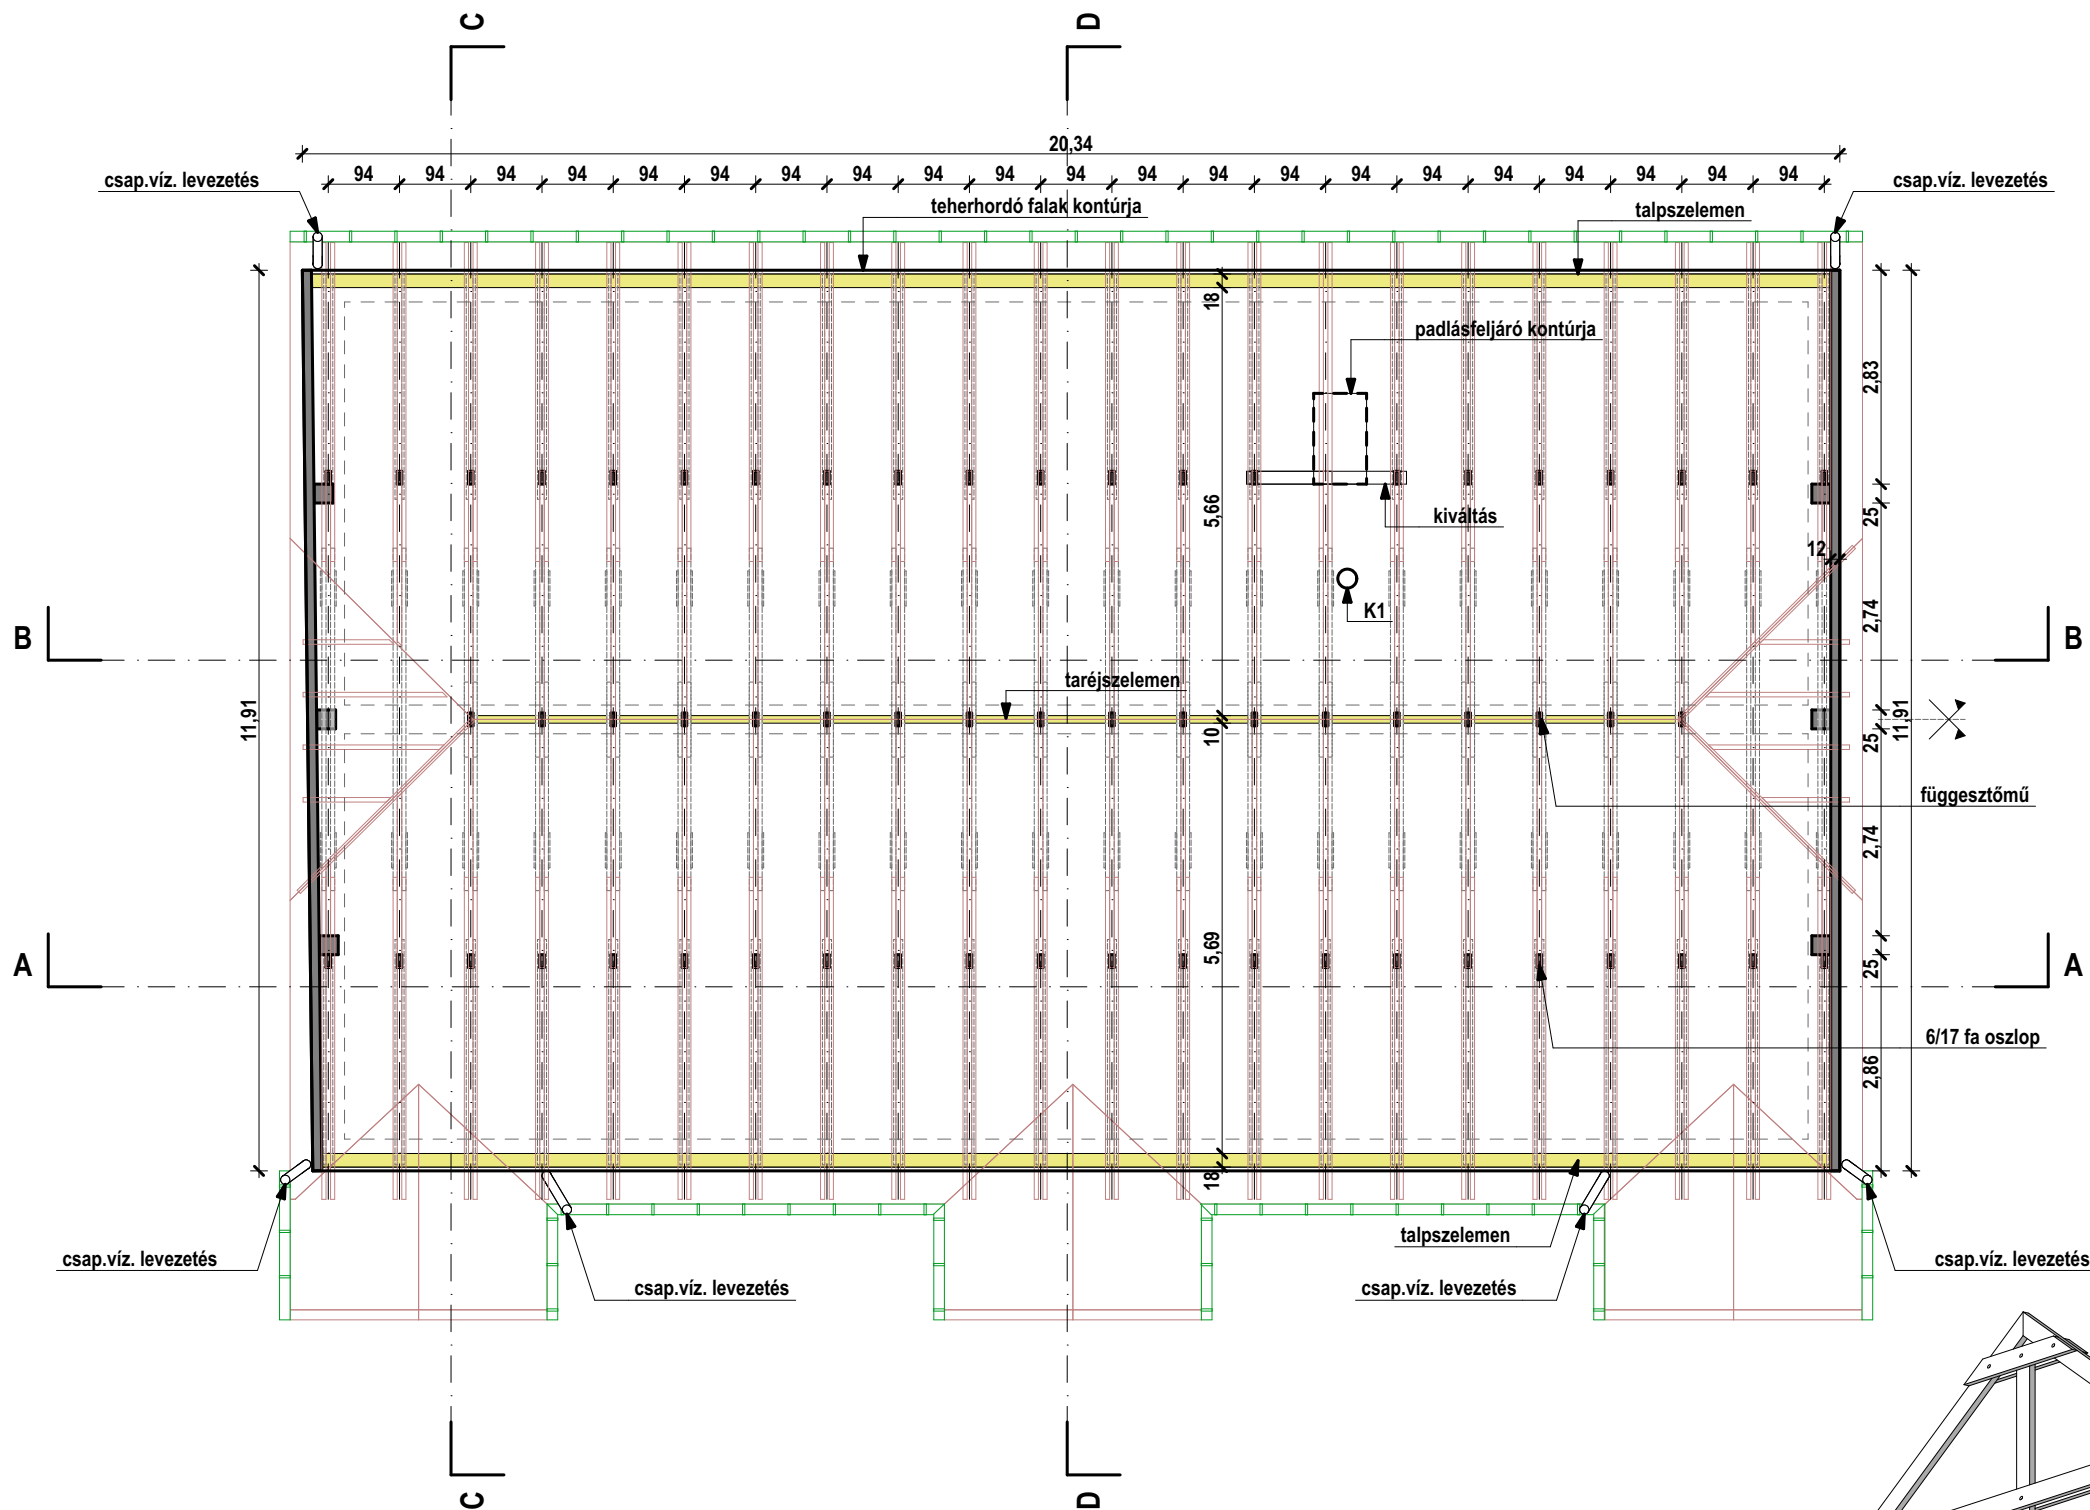 C
D
20,34
94 94 94 94 94 94 94 94 94 94 94 94 94 94 94 94 94 94 94 94 94
csap.víz. levezetés
csap.víz. levezetés
teherhordó falak kontúrja
talpszelemen
18
padlásfeljáró kontúrja
2,83
5,66
kiváltás
25
12
K1
2,74
B
B
taréjszelemen
11,91
10
25
11,91
függesztőmű
2,74
5,69
A
25
A
6/17 fa oszlop
2,86
18
talpszelemen
csap.víz. levezetés
csap.víz. levezetés
csap.víz. levezetés
csap.víz. levezetés
C
D